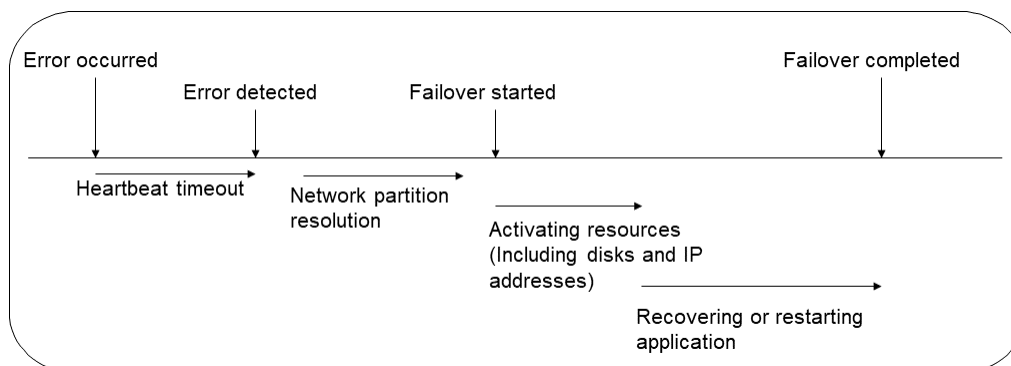 Error occurred
Failover completed
Error detected
Failover started
Heartbeat timeout
Network partition
resolution
Activating resources
(Including disks and IP
addresses)
Recovering or restarting
application